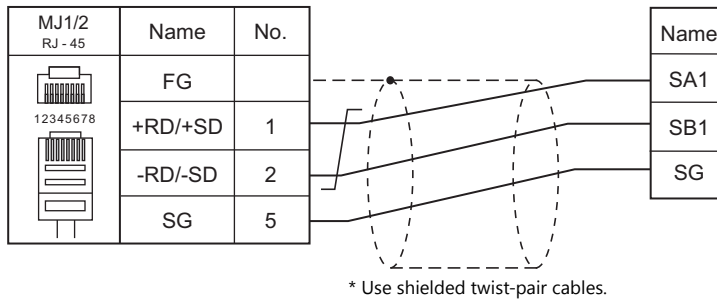 MJ1/2 Name No. Name
RJ - 45
FG SA1
12345678
+RD/+SD 1 SB1
-RD/-SD 2 SG
SG 5
* Use shielded twist-pair cables.